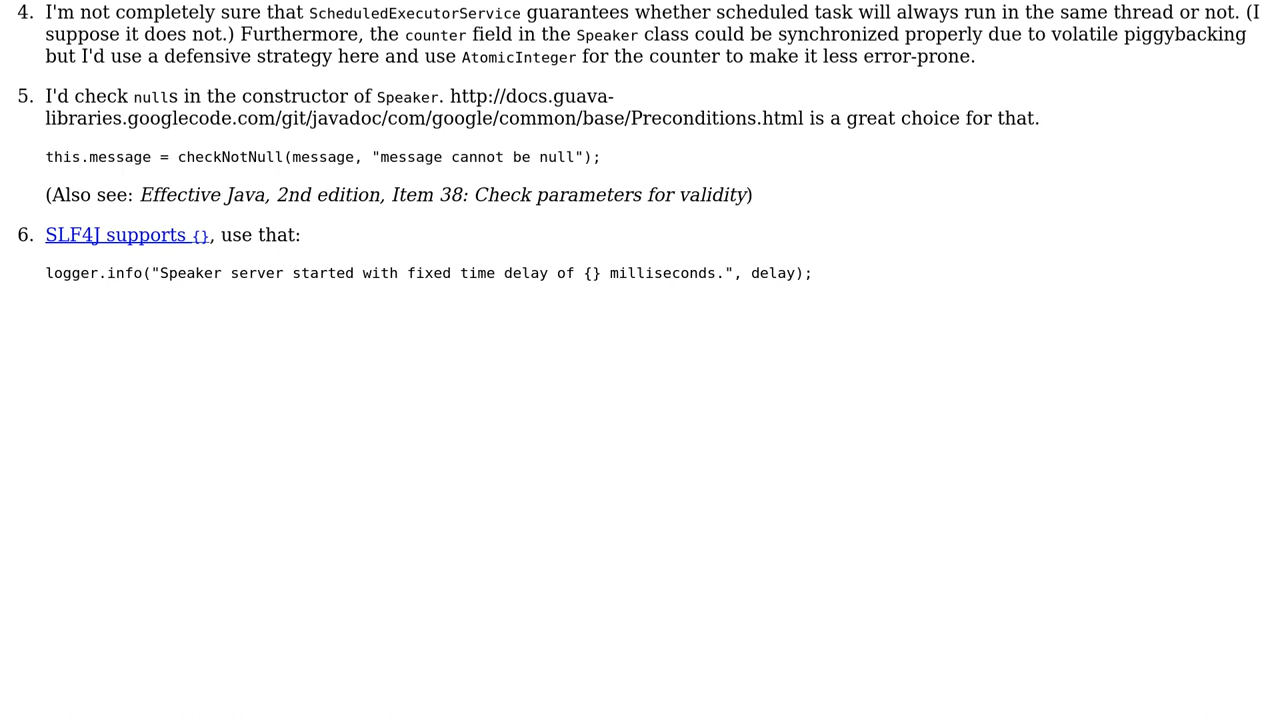 4. I'm not completely sure that ScheduledExecutorService guarantees whether scheduled task will always run in the same thread or not. (I
suppose it does not.) Furthermore, the counter field in the Speaker class could be synchronized properly due to volatile piggybacking
but I'd use a defensive strategy here and use AtomicInteger for the counter to make it less error-prone.
5. I'd check nulls in the constructor of Speaker. http://docs.guava-
libraries.googlecode.com/git/javadoc/com/google/common/base/Preconditions.html is a great choice for that.
this.message = checkNotNull(message, "message cannot be null");
(Also see: Effective Java, 2nd edition, Item 38: Check parameters for validity)
6. SLF4J supports {}, use that:
logger.info("Speaker server started with fixed time delay of {} milliseconds.", delay);